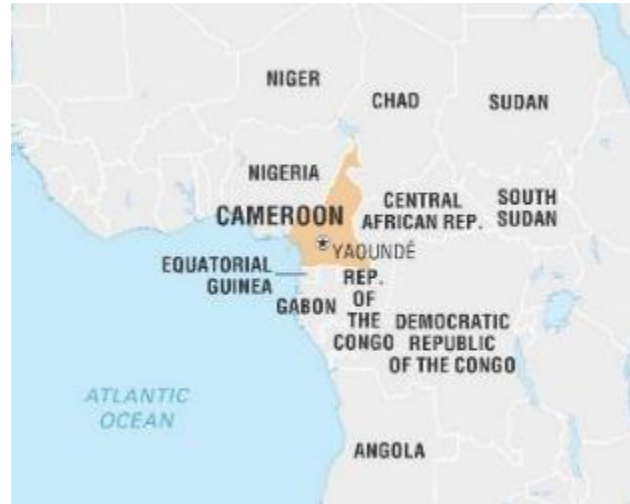 NIGER
CHAD
SUDAN
NIGERIA
CENTRAL
AFRICAN REP.
SOUTH
SUDAN
CAMEROON
YAOUNDÉ
EQUATORIAL
GUINEA
GABON
REP.
OF
THE
CONGO
DEMOCRATIC
REPUBLIC
OF THE CONGO
ATLANTIC
OCEAN
ANGOLA